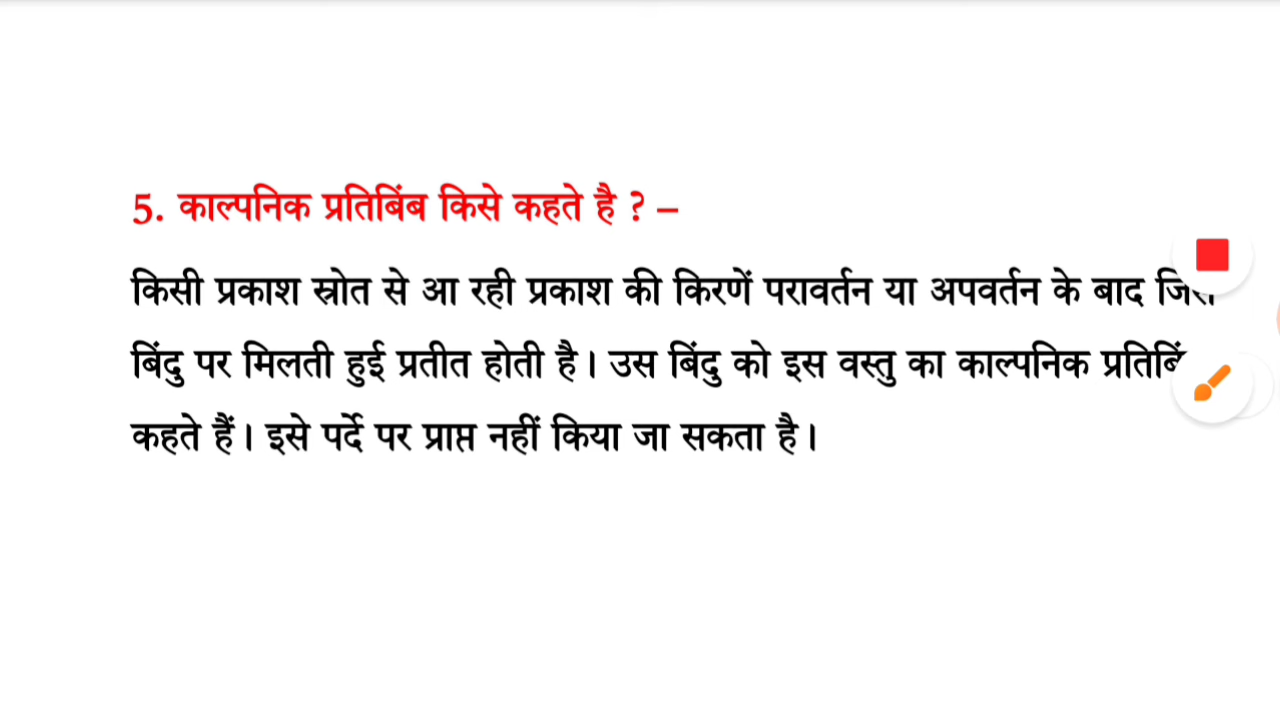 5. काल्पनिक प्रतिबिंब किसे कहते है ? –
किसी प्रकाश स्रोत से आ रही प्रकाश की किरणें परावर्तन या अपवर्तन के बाद
बिंदु पर मिलती हुई प्रतीत होती है। उस बिंदु को इस वस्तु का काल्पनिक
कहते हैं। इसे पर्दे पर प्राप्त नहीं किया जा सकता है।